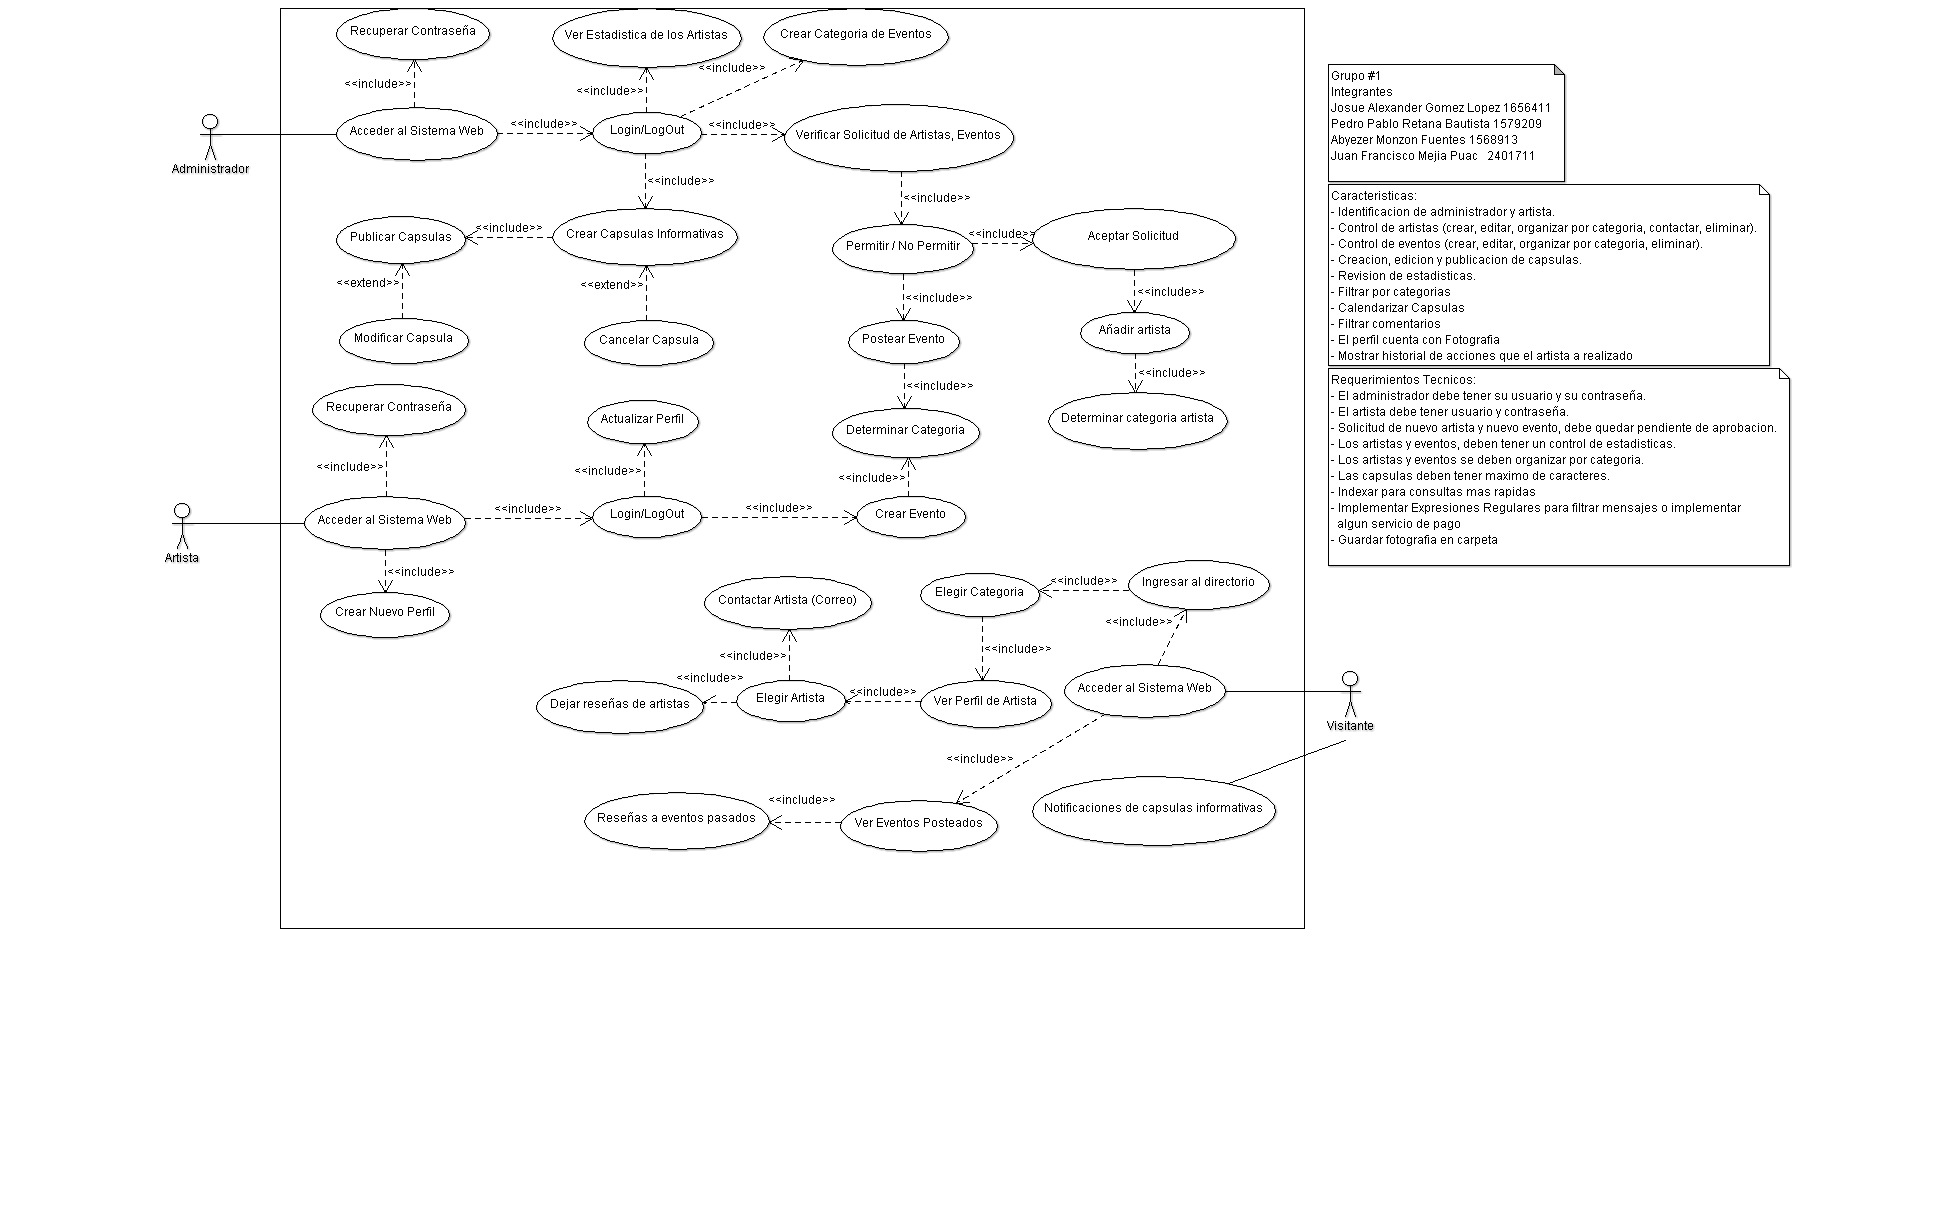 Recuperar Contraseña
Ver Estadistica de los Artistas
Crear Categoria de Eventos
<<include>>
<<include>>
<<include>>
Acceder al Sistema Web
<<include>>
Login/LogOut
<<include>>
Verificar Solicitud de Artistas, Eventos
Administrador
<<include>>
<<include>>
Publicar Capsulas
<<include>>
Crear Capsulas Informativas
Permitir / No Permitir
<<include>>
Aceptar Solicitud
<<extend>>
<<extend>>
<<include>>
<<include>>
Modificar Capsula
Cancelar Capsula
Postear Evento
Añadir artista
<<include>>
<<include>>
Recuperar Contraseña
Actualizar Perfil
Determinar Categoria
Determinar categoria artista
<<include>>
<<include>>
<<include>>
Acceder al Sistema Web
<<include>>
Login/LogOut
<<include>>
Crear Evento
Artista
<<include>>
Crear Nuevo Perfil
Contactar Artista (Correo)
Elegir Categoria
<<include>>
Ingresar al directorio
<<include>>
<<include>>
<<include>>
Dejar reseñas de artistas
<<include>>
Elegir Artista
<<include>>
Ver Perfil de Artista
Acceder al Sistema Web
Visitante
<<include>>
Reseñas a eventos pasados
<<include>>
Ver Eventos Posteados
Notificaciones de capsulas informativas
Grupo #1
Integrantes
Josue Alexander Gomez Lopez 1656411
Pedro Pablo Retana Bautista 1579209
Abyezer Monzon Fuentes 1568913
Juan Francisco Mejia Puac   2401711
Caracteristicas:
- Identificacion de administrador y artista.
- Control de artistas (crear, editar, organizar por categoria, contactar, eliminar).
- Control de eventos (crear, editar, organizar por categoria, eliminar).
- Creacion, edicion y publicacion de capsulas.
- Revision de estadisticas.
- Filtrar por categorias
- Calendarizar Capsulas
- Filtrar comentarios
- El perfil cuenta con Fotografia
- Mostrar historial de acciones que el artista a realizado
Requerimientos Tecnicos:
- El administrador debe tener su usuario y su contraseña.
- El artista debe tener usuario y contraseña.
- Solicitud de nuevo artista y nuevo evento, debe quedar pendiente de aprobacion.
- Los artistas y eventos, deben tener un control de estadisticas.
- Los artistas y eventos se deben organizar por categoria.
- Las capsulas deben tener maximo de caracteres.
- Indexar para consultas mas rapidas
- Implementar Expresiones Regulares para filtrar mensajes o implementar
algun servicio de pago
- Guardar fotografia en carpeta